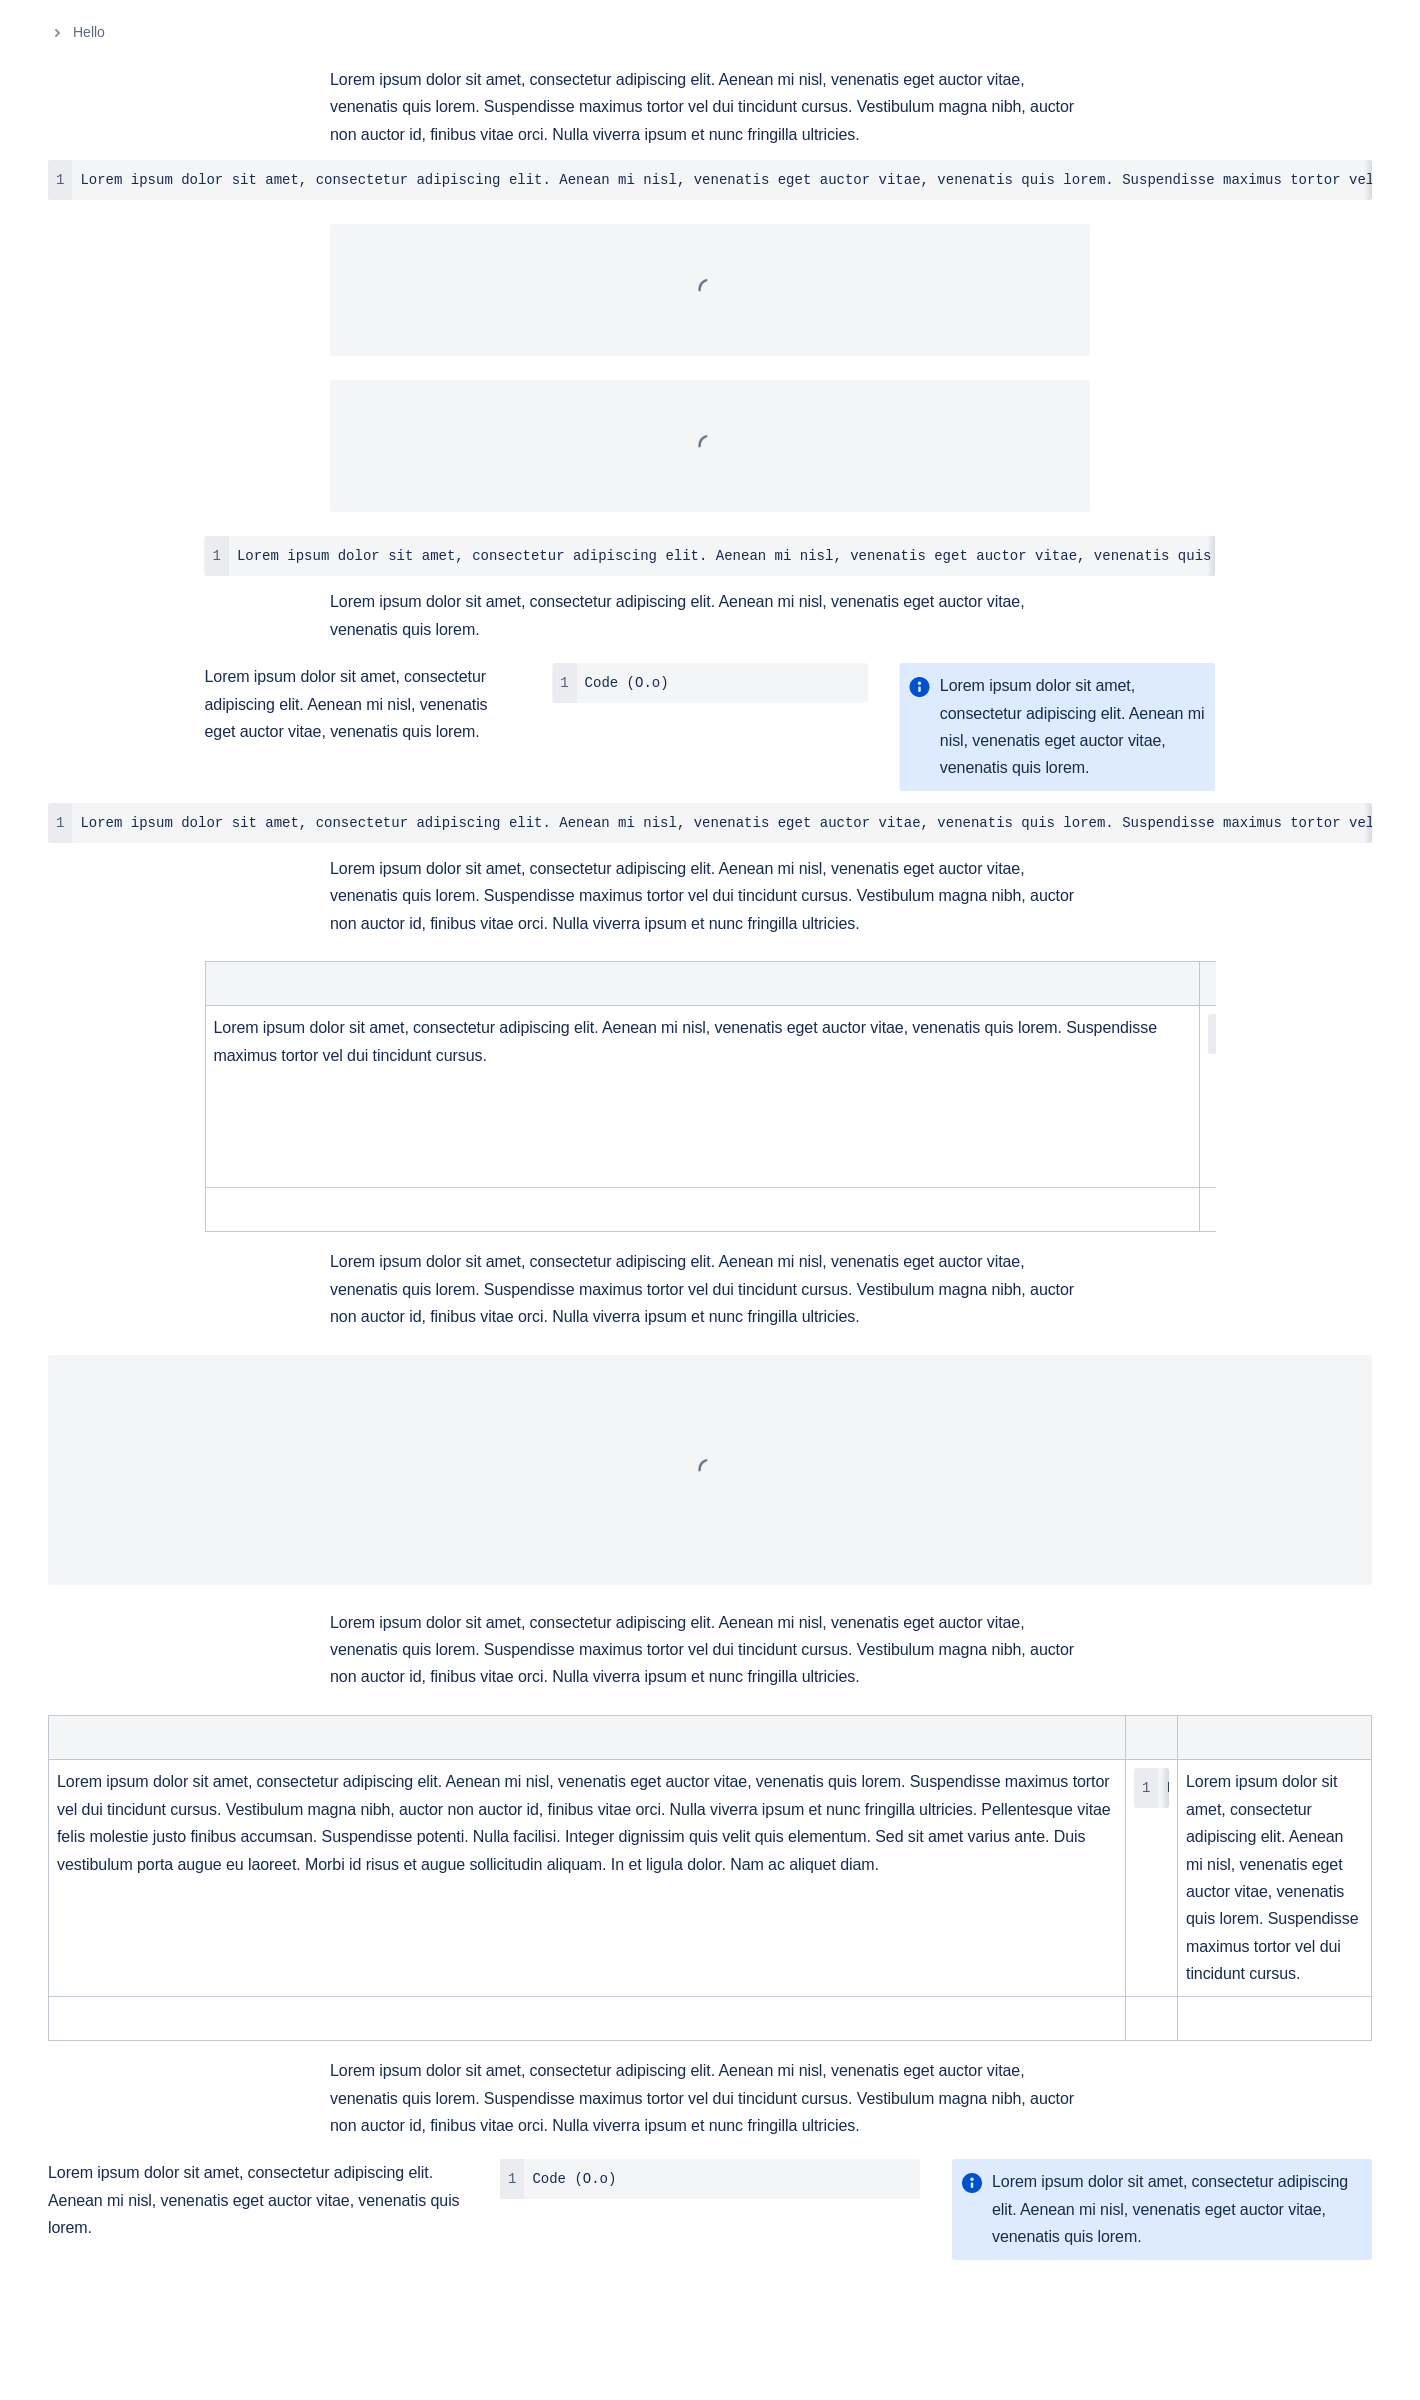 Hello
Lorem ipsum dolor sit amet, consectetur adipiscing elit. Aenean mi nisl, venenatis eget auctor vitae,
venenatis quis lorem. Suspendisse maximus tortor vel dui tincidunt cursus. Vestibulum magna nibh, auctor
non auctor id, finibus vitae orci. Nulla viverra ipsum et nunc fringilla ultricies.
1 Lorem ipsum dolor sit amet, consectetur adipiscing elit. Aenean mi nisl, venenatis eget auctor vitae, venenatis quis lorem. Suspendisse maximus tortor vel
1 Lorem ipsum dolor sit amet, consectetur adipiscing elit. Aenean mi nisl, venenatis eget auctor vitae, venenatis quis
Lorem ipsum dolor sit amet, consectetur adipiscing elit. Aenean mi nisl, venenatis eget auctor vitae,
venenatis quis lorem.
Lorem ipsum dolor sit amet, consectetur
adipiscing elit. Aenean mi nisl, venenatis
eget auctor vitae, venenatis quis lorem.
1 Code (O.o)
Lorem ipsum dolor sit amet,
consectetur adipiscing elit. Aenean mi
nisl, venenatis eget auctor vitae,
venenatis quis lorem.
1 Lorem ipsum dolor sit amet, consectetur adipiscing elit. Aenean mi nisl, venenatis eget auctor vitae, venenatis quis lorem. Suspendisse maximus tortor vel
Lorem ipsum dolor sit amet, consectetur adipiscing elit. Aenean mi nisl, venenatis eget auctor vitae,
venenatis quis lorem. Suspendisse maximus tortor vel dui tincidunt cursus. Vestibulum magna nibh, auctor
non auctor id, finibus vitae orci. Nulla viverra ipsum et nunc fringilla ultricies.
Lorem ipsum dolor sit amet, consectetur adipiscing elit. Aenean mi nisl, venenatis eget auctor vitae, venenatis quis lorem. Suspendisse
maximus tortor vel dui tincidunt cursus.
Lorem ipsum dolor sit amet, consectetur adipiscing elit. Aenean mi nisl, venenatis eget auctor vitae,
venenatis quis lorem. Suspendisse maximus tortor vel dui tincidunt cursus. Vestibulum magna nibh, auctor
non auctor id, finibus vitae orci. Nulla viverra ipsum et nunc fringilla ultricies.
Lorem ipsum dolor sit amet, consectetur adipiscing elit. Aenean mi nisl, venenatis eget auctor vitae,
venenatis quis lorem. Suspendisse maximus tortor vel dui tincidunt cursus. Vestibulum magna nibh, auctor
non auctor id, finibus vitae orci. Nulla viverra ipsum et nunc fringilla ultricies.
Lorem ipsum dolor sit amet, consectetur adipiscing elit. Aenean mi nisl, venenatis eget auctor vitae, venenatis quis lorem. Suspendisse maximus tortor
vel dui tincidunt cursus. Vestibulum magna nibh, auctor non auctor id, finibus vitae orci. Nulla viverra ipsum et nunc fringilla ultricies. Pellentesque vitae
felis molestie justo finibus accumsan. Suspendisse potenti. Nulla facilisi. Integer dignissim quis velit quis elementum. Sed sit amet varius ante. Duis
vestibulum porta augue eu laoreet. Morbi id risus et augue sollicitudin aliquam. In et ligula dolor. Nam ac aliquet diam.
1
Lorem ipsum dolor sit
amet, consectetur
adipiscing elit. Aenean
mi nisl, venenatis eget
auctor vitae, venenatis
quis lorem. Suspendisse
maximus tortor vel dui
tincidunt cursus.
Lorem ipsum dolor sit amet, consectetur adipiscing elit. Aenean mi nisl, venenatis eget auctor vitae,
venenatis quis lorem. Suspendisse maximus tortor vel dui tincidunt cursus. Vestibulum magna nibh, auctor
non auctor id, finibus vitae orci. Nulla viverra ipsum et nunc fringilla ultricies.
Lorem ipsum dolor sit amet, consectetur adipiscing elit.
Aenean mi nisl, venenatis eget auctor vitae, venenatis quis
lorem.
1 Code (O.o)
Lorem ipsum dolor sit amet, consectetur adipiscing
elit. Aenean mi nisl, venenatis eget auctor vitae,
venenatis quis lorem.